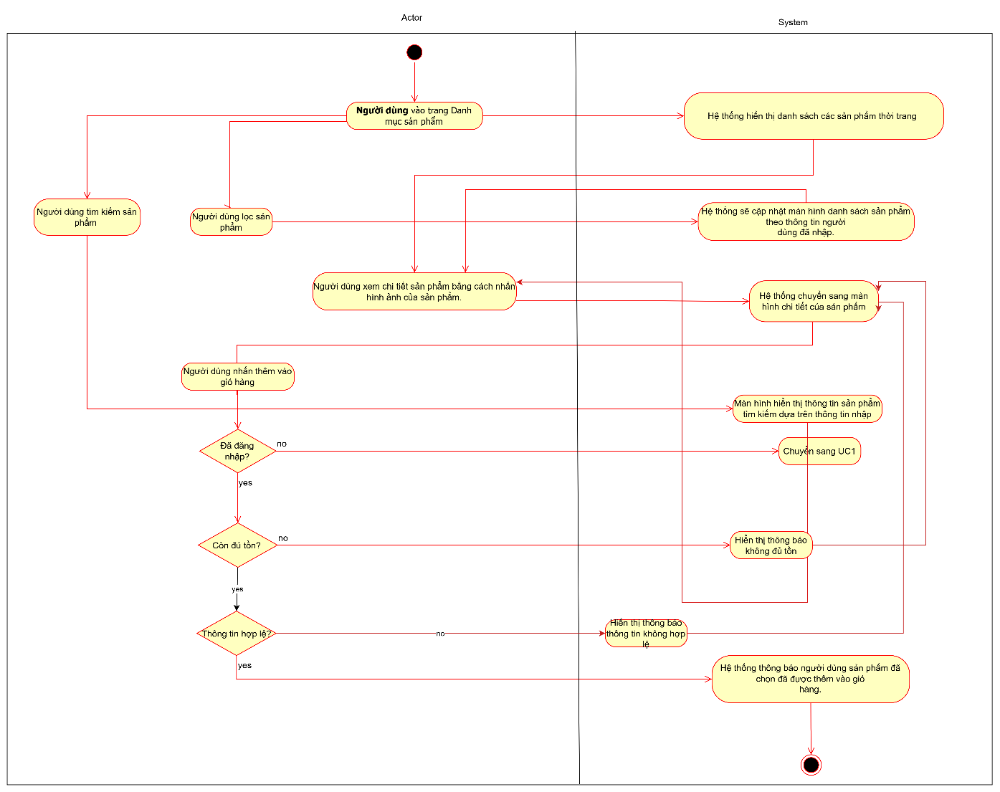 Actor
System
Người dùng vào trang Danh
mục sản phẩm
Hệ thống hiển thị danh sách các sản phẩm thời trang
Người dùng tìm kiếm sản
phẩm
Người dùng lọc sản
phẩm
Hệ thống sẽ cập nhật màn hình danh sách sản phẩm
theo thông tin người
dùng đã nhập.
Người dùng xem chi tiết sản phẩm bằng cách nhấn
hình ảnh của sản phẩm.
Hệ thống chuyển sang màn
hình chi tiết của sản phẩm
Người dùng nhấn thêm vào
giỏ hàng
Màn hình hiển thị thông tin sản phẩm
tìm kiếm dựa trên thông tin nhập
Đã đăng
nhập?
no
Chuyển sang UC1
yes
Còn đủ tồn?
no
Hiển thị thông báo
không đủ tồn
yes
Thông tin hợp lệ?
no
Hiển thị thông báo
thông tin không hợp
lệ
yes
Hệ thống thông báo người dùng sản phẩm đã
chọn đã được thêm vào giỏ
hàng.